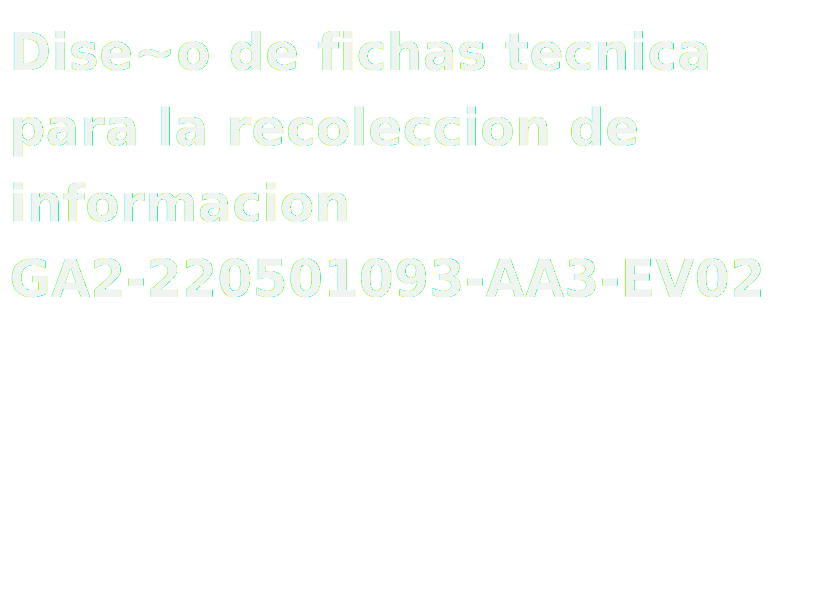 Dise~o de fichas tecnica
para la recoleccion de
informacion
GA2-220501093-AA3-EV02